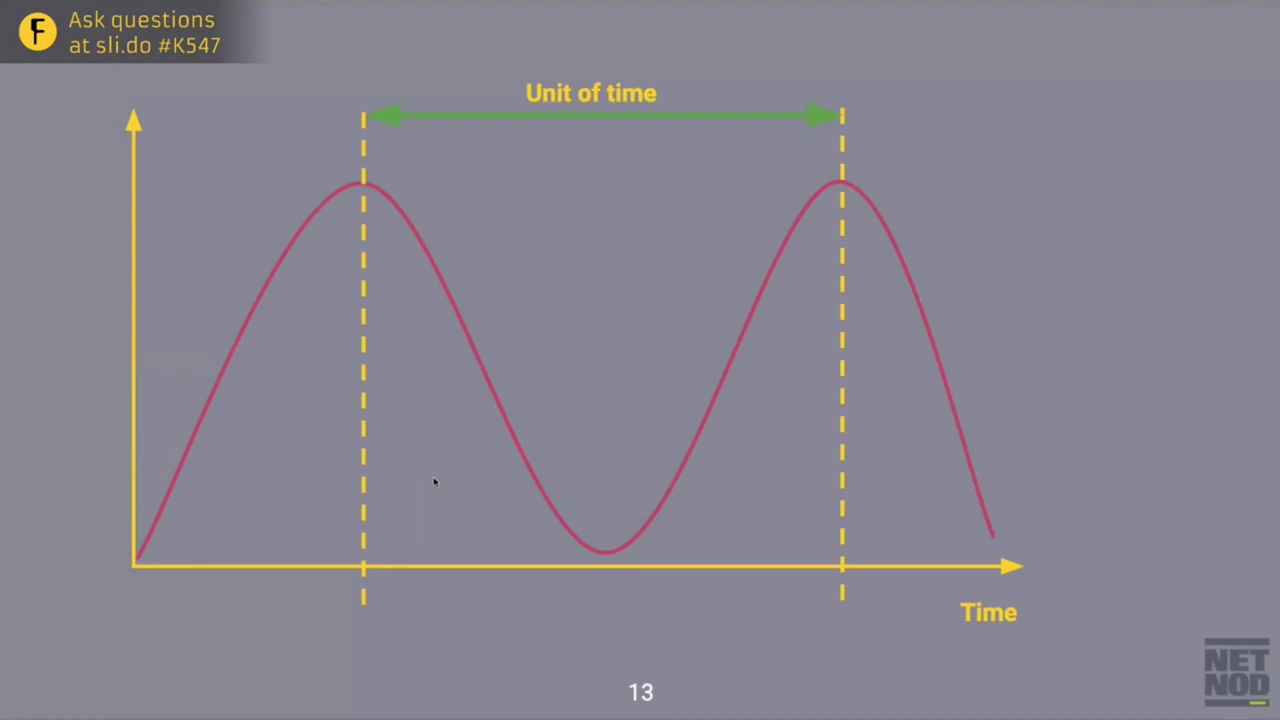 Ask questions
at sli.do #K547
Unit of time
Time
13
NET
NOD